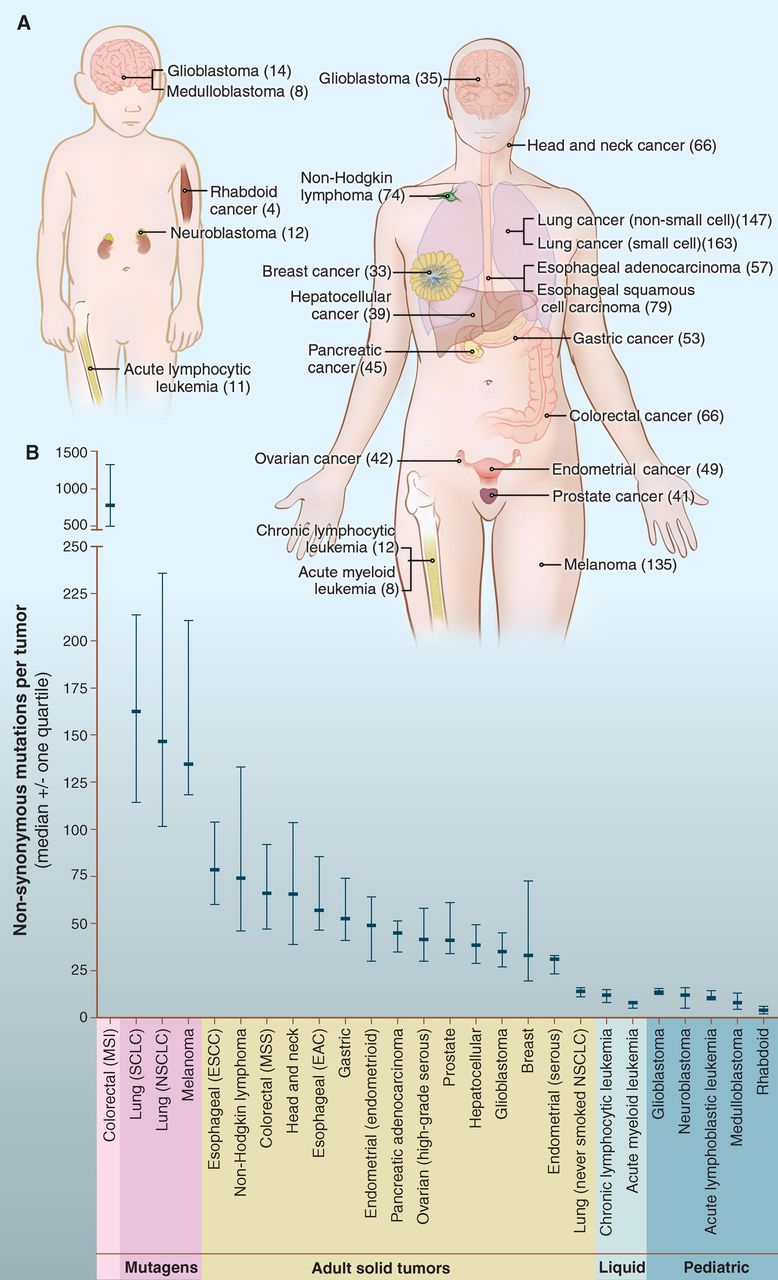 A
Glioblastoma (14)
Medulloblastoma (8)
Rhabdoid
cancer (4)
Neuroblastoma (12)
Acute lymphocytic
leukemia (11)
Glioblastoma (35)
Head and neck cancer (66)
Non-Hodgkin
lymphoma (74)
Lung cancer (non-small cell)(147)
Lung cancer (small cell)(163)
Breast cancer (33)
Esophageal adenocarcinoma (57)
Esophageal squamous
cell carcinoma (79)
Hepatocellular
cancer (39)
Gastric cancer (53)
Pancreatic
cancer (45)
Colorectal cancer (66)
Ovarian cancer (42)
Endometrial cancer (49)
Prostate cancer (41)
Chronic lymphocytic
leukemia (12)
Acute myeloid
leukemia (8)
Melanoma (135)
B
1500
1000
500
250
225
200
175
150
125
100
75
50
25
0
Non-synonymous mutations per tumor
(median +/- one quartile)
Colorectal (MSI)
Lung (SCLC)
Lung (NSCLC)
Melanoma
Esophageal (ESCC)
Non-Hodgkin lymphoma
Colorectal (MSS)
Head and neck
Esophageal (EAC)
Gastric
Endometrial (endometrioid)
Pancreatic adenocarcinoma
Ovarian (high-grade serous)
Prostate
Hepatocellular
Glioblastoma
Breast
Endometrial (serous)
Lung (never smoked NSCLC)
Chronic lymphocytic leukemia
Acute myeloid leukemia
Glioblastoma
Neuroblastoma
Acute lymphoblastic leukemia
Medulloblastoma
Rhabdoid
Mutagens
Adult solid tumors
Liquid
Pediatric